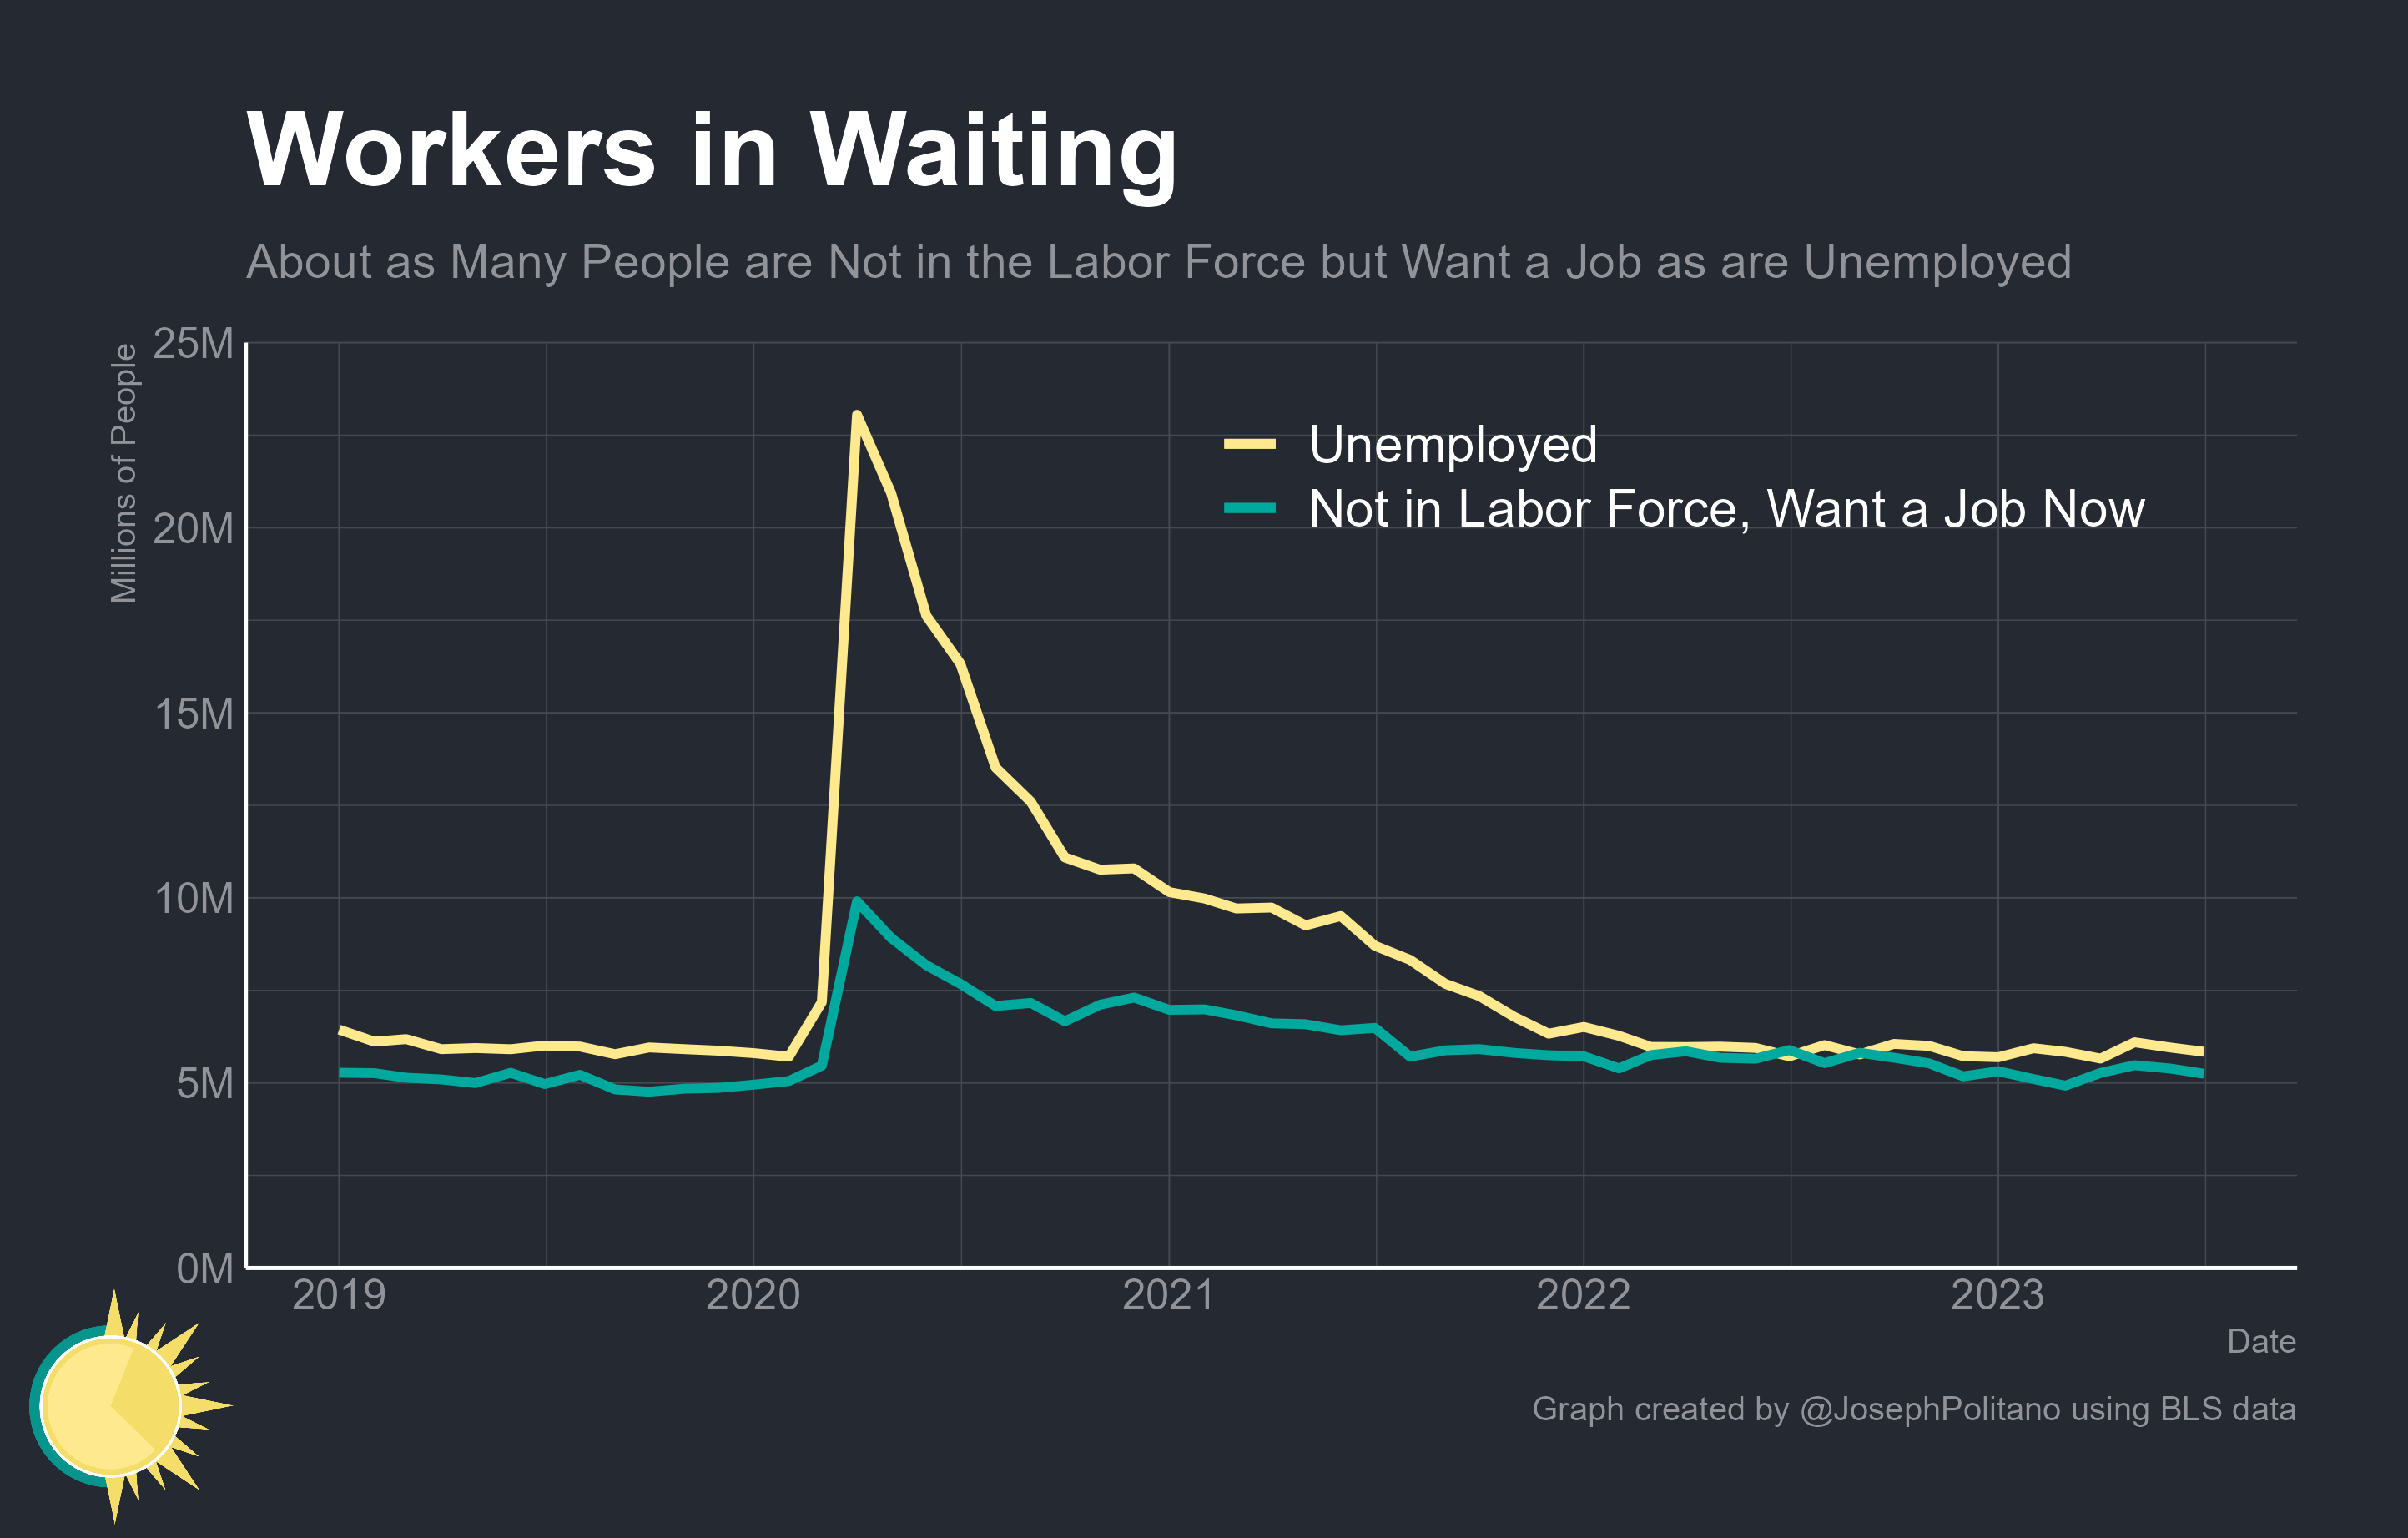 Workers in Waiting
About as Many People are Not in the Labor Force but Want a Job as are Unemployed
Millions of People
25M
20M
15M
10M
5M
0M
Unemployed
Not in Labor Force, Want a Job Now
2019
2020
2021
2022
2023
Date
Graph created by @JosephPolitano using BLS data